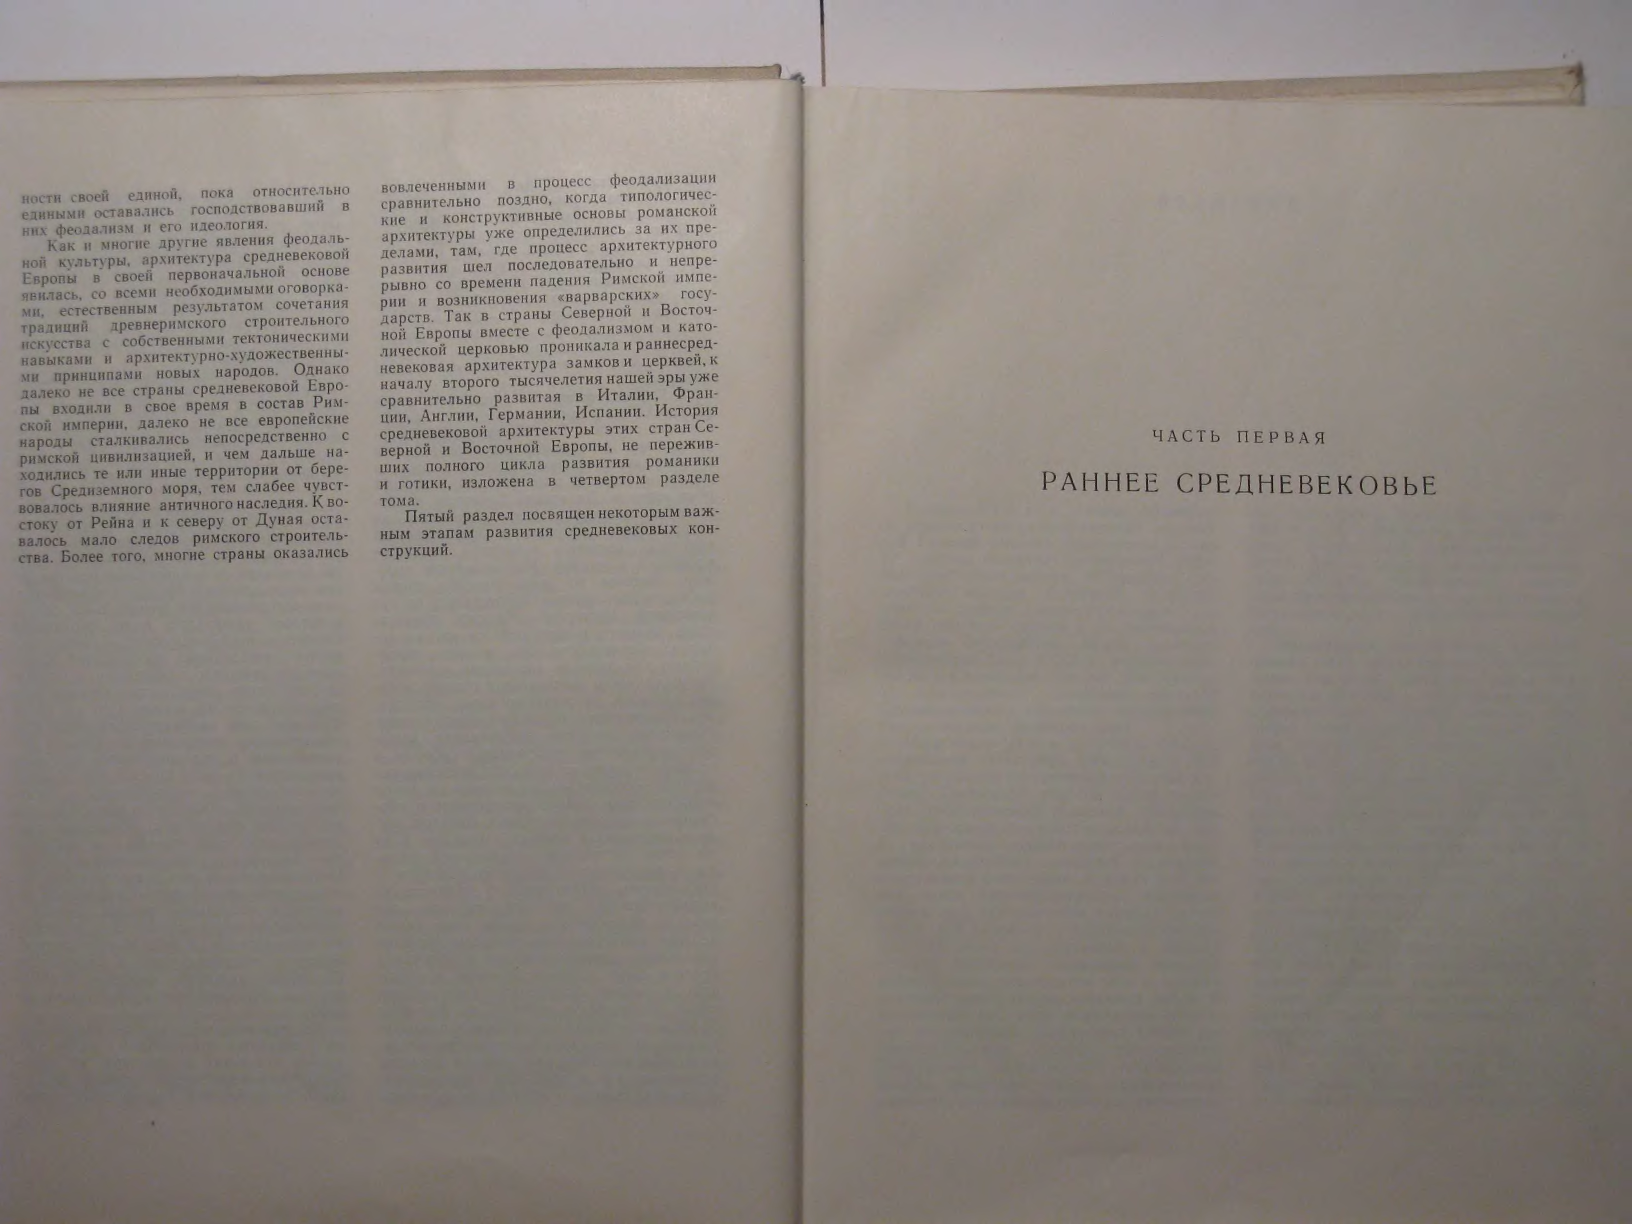 ности своей единой, пока относительно
едиными оставались господствовавший в
них феодализм и его идеология.
Как и многие другие явления феодаль-
ной культуры, архитектура средневековой
Европы в своей первоначальной основе
явилась, со всеми необходимыми оговорка-
ми, естественным результатом сочетания
традиций древнеримского строительного
искусства с собственными тектоническими
навыками и архитектурно-художественны-
ми принципами новых народов. Однако
далеко не все страны средневековой Евро-
пы входили в свое время в состав Рим-
ской империи, далеко не все европейские
народы сталкивались непосредственно с
римской цивилизацией, и чем дальше на-
ходились те или иные территории от бере-
гов Средиземного моря, тем слабее чувст-
вовалось влияние античного наследия. К во-
стоку от Рейна и к северу от Дуная оста-
валось мало следов римского строитель-
ства. Более того, многие страны оказались
вовлеченными в процесс феодализации
сравнительно поздно, когда типологичес-
кие и конструктивные основы романской
архитектуры уже определились за их пре-
делами, там, где процесс архитектурного
развития шел последовательно и непре-
рывно со времени падения Римской импе-
рии и возникновения «варварских» госу-
дарств. Так в страны Северной и Восточ-
ной Европы вместе с феодализмом и като-
лической церковью проникала и раннесред-
невековая архитектура замков и церквей, к
началу второго тысячелетия нашей эры уже
сравнительно развитая в Италии, Фран-
ции, Англии, Германии, Испании. История
средневековой архитектуры этих стран Се-
верной и Восточной Европы, не пережив-
ших полного цикла развития романики
и готики, изложена в четвертом разделе
тома.
Пятый раздел посвящен некоторым важ-
ным этапам развития средневековых кон-
струкций.
ЧАСТЬ ПЕРВАЯ
РАННЕЕ СРЕДНЕВЕКОВЬЕ